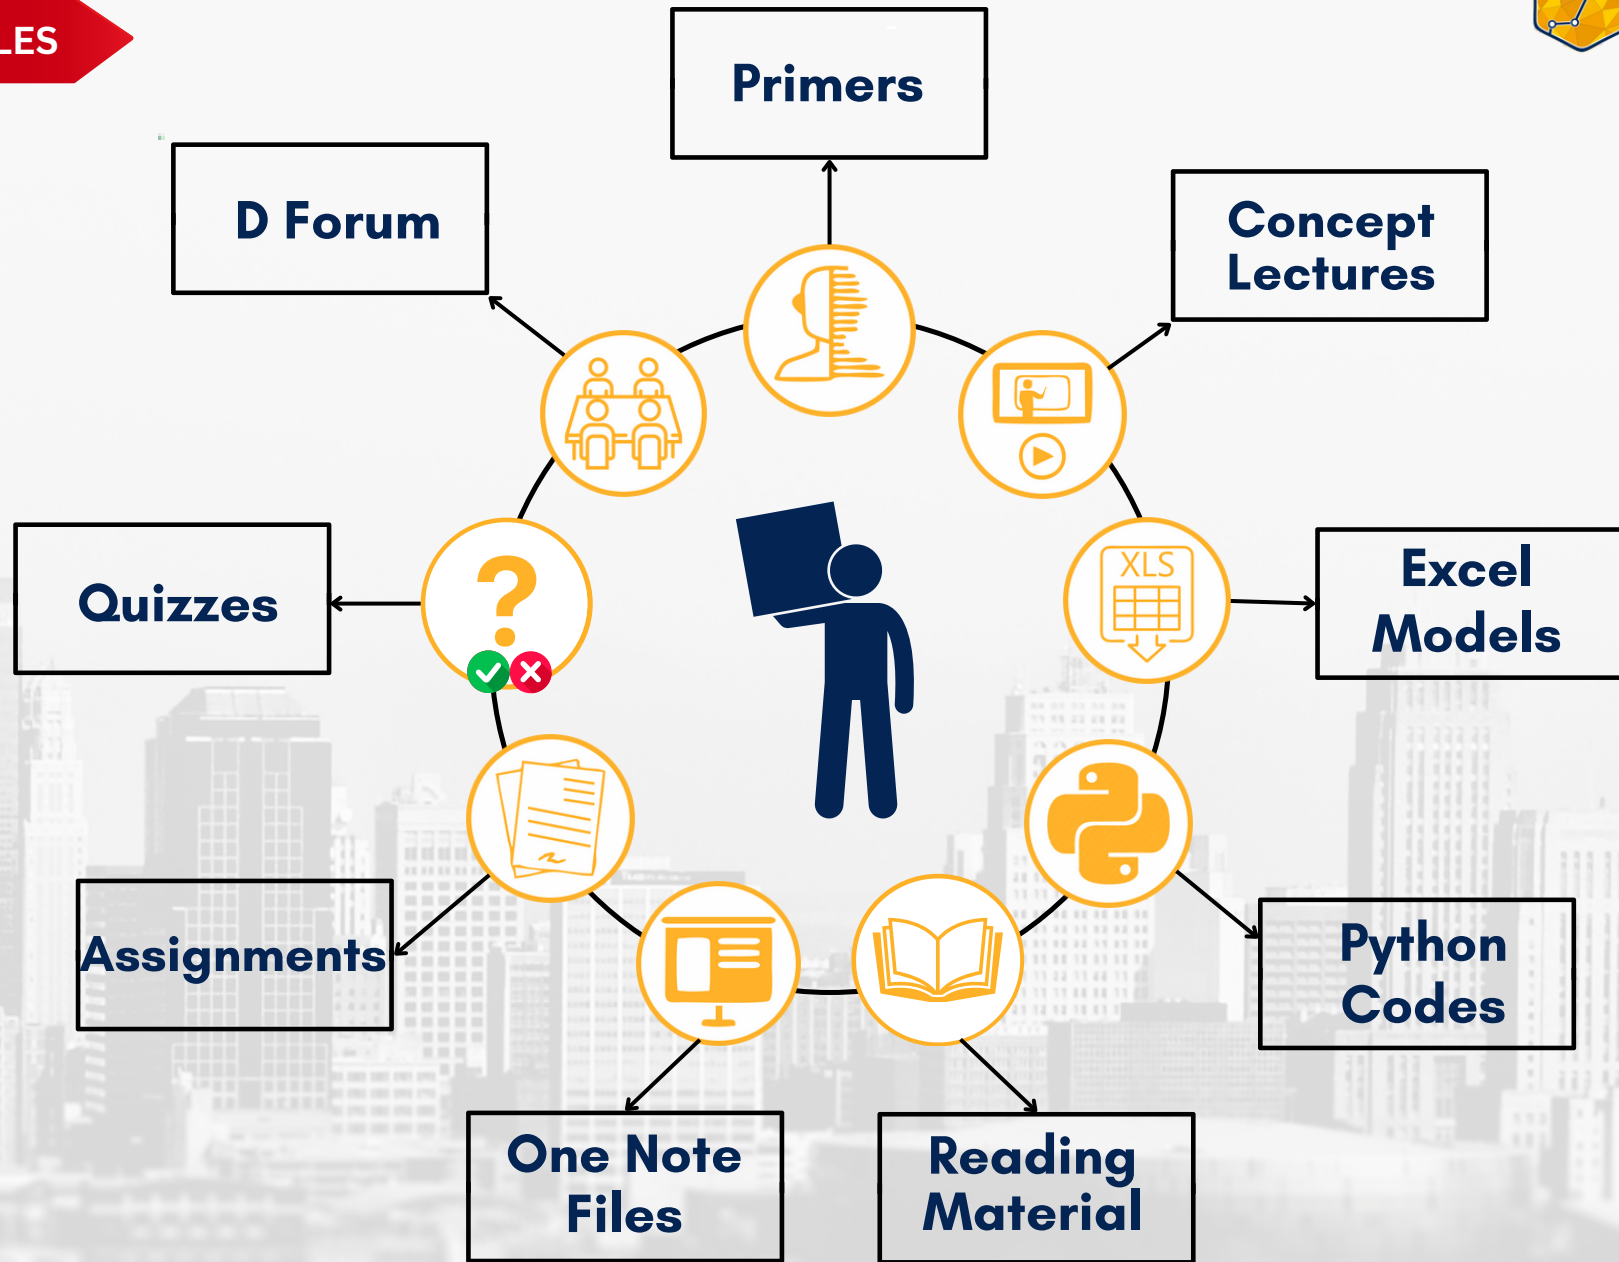 LES
Primers
D Forum
Concept
Lectures
XLS
Excel
Models
Quizzes
Python
Codes
Assignments
One Note
Files
Reading
Material